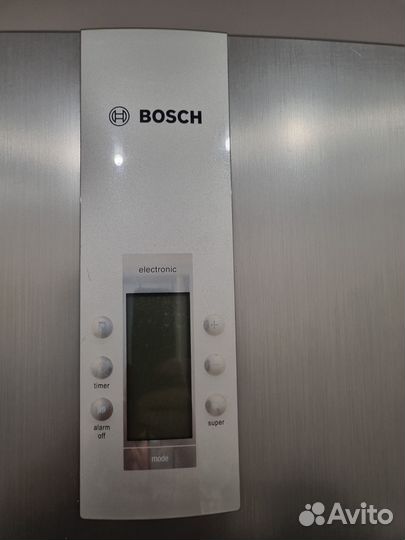 BOSCH
electronic
timer
alarm
off
super
mode
Avito